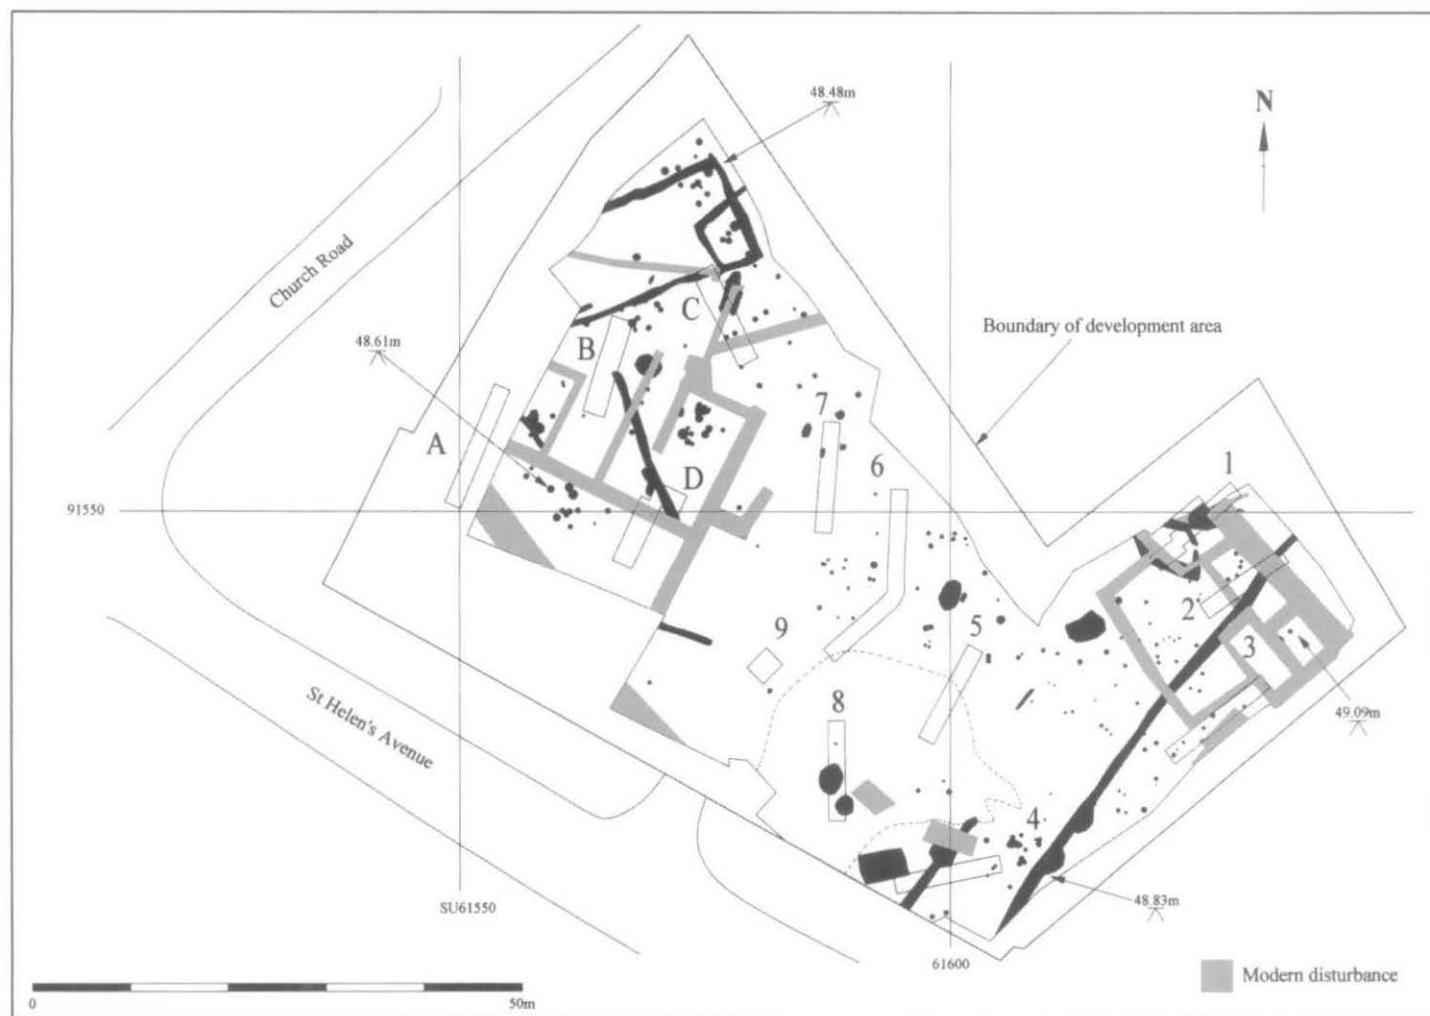 48.48m
N
Church Road
Boundary of development area
C
B
48.61m
7
A
6
1
D
91550
2
9
5
3
8
49.09m
St Helen's Avenue
4
48.83m
SU61550
61600
Modern disturbance
0
50m